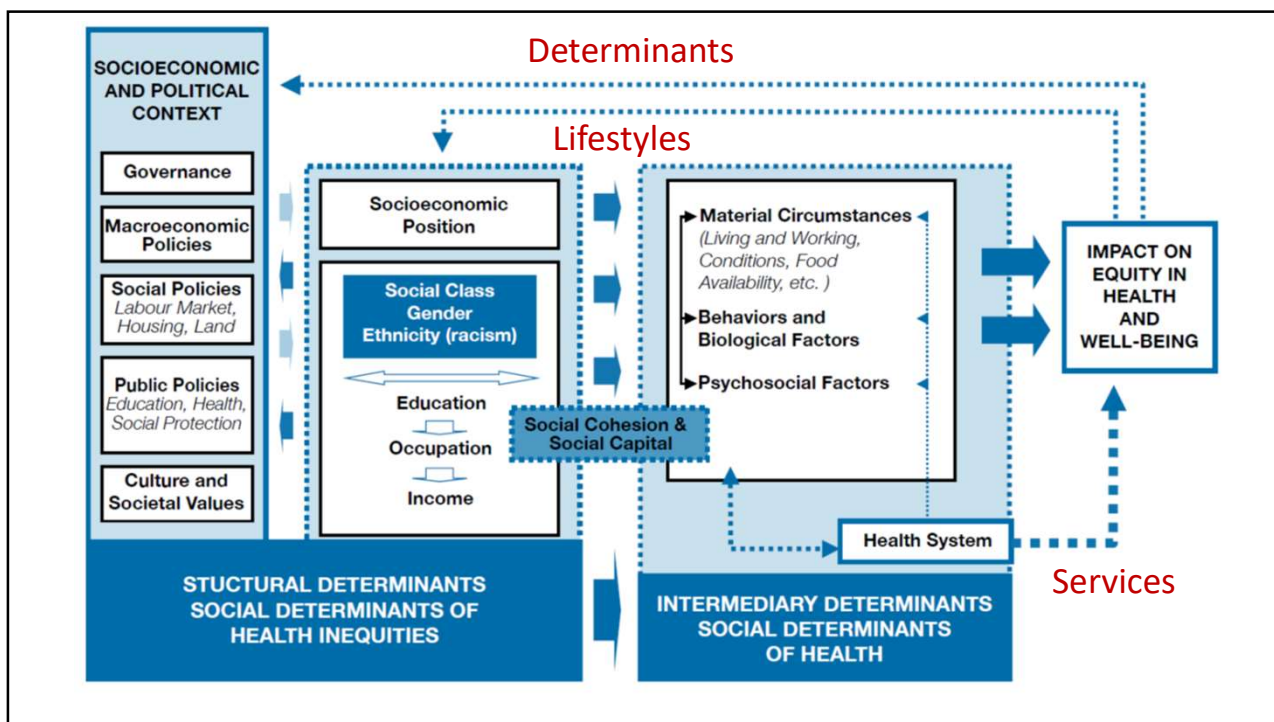 Determinants
Lifestyles
Services
SOCIOECONOMIC
AND POLITICAL
CONTEXT
Governance
Macroeconomic
Policies
Social Policies
Labour Market,
Housing, Land
Public Policies
Education, Health,
Social Protection
Culture and
Societal Values
Socioeconomic
Position
Social Class
Gender
Ethnicity (racism)
Education
Occupation
Income
Social Cohesion &
Social Capital
Material Circumstances
(Living and Working,
Conditions, Food
Availability, etc. )
Behaviors and
Biological Factors
Psychosocial Factors
Health System
IMPACT ON
EQUITY IN
HEALTH
AND
WELL-BEING
STUCTURAL DETERMINANTS
SOCIAL DETERMINANTS OF
HEALTH INEQUITIES
INTERMEDIARY DETERMINANTS
SOCIAL DETERMINANTS
OF HEALTH